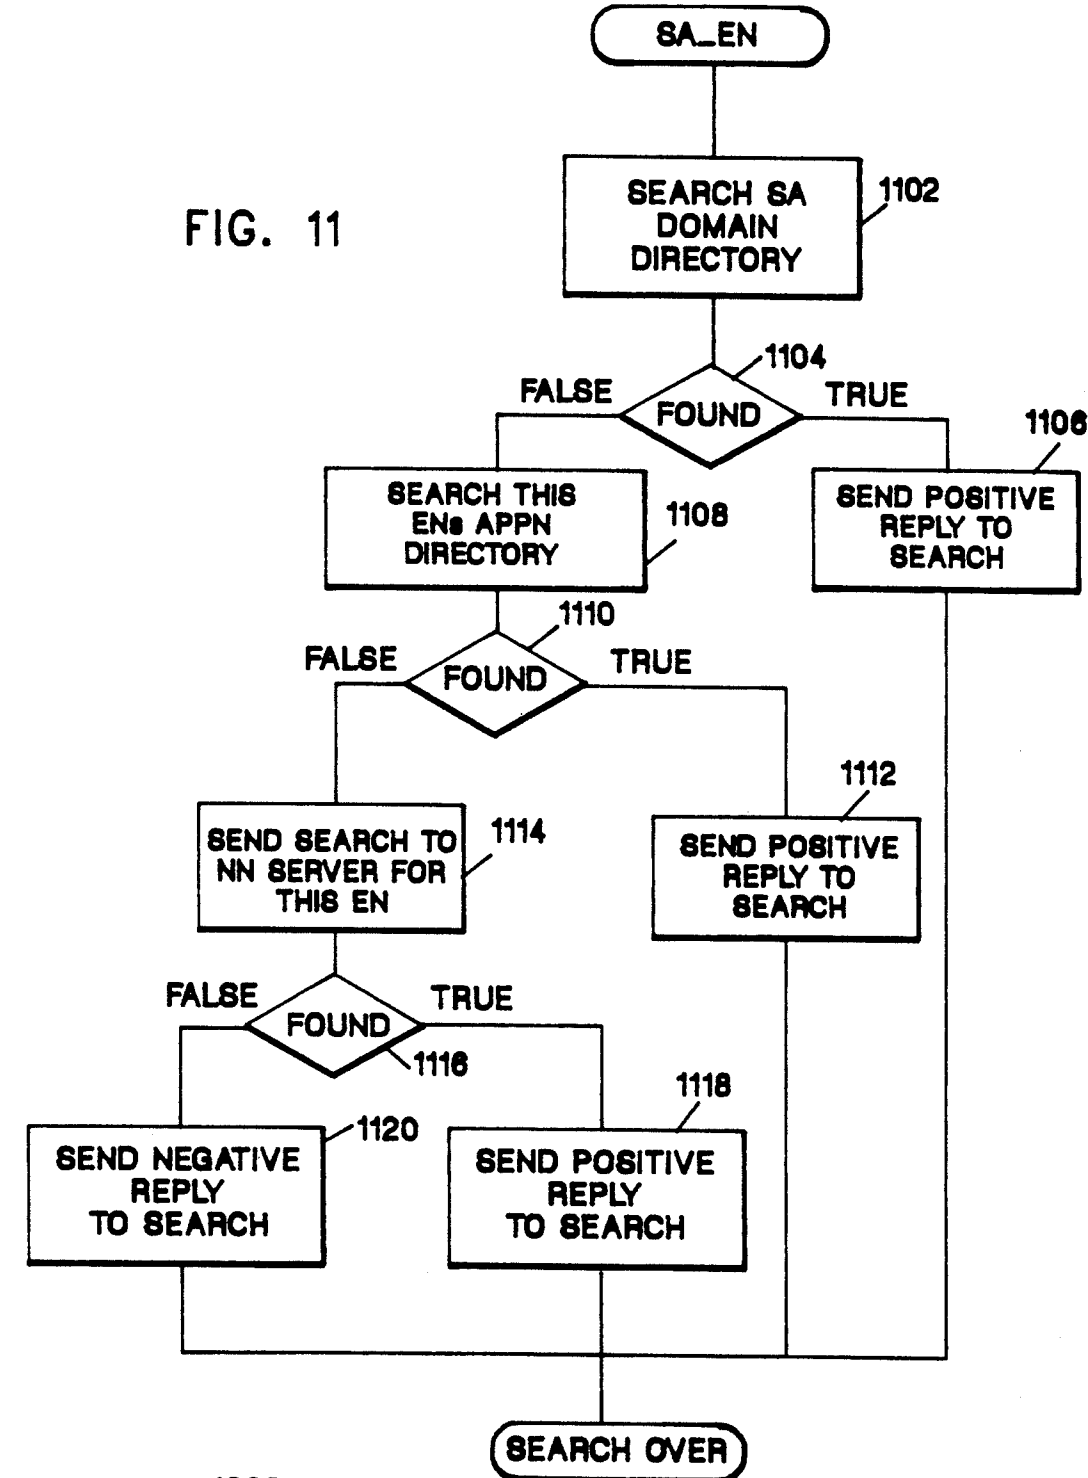 SA_EN
SEARCH SA
DOMAIN
DIRECTORY
1102
FIG. 11
1104
FALSE
FOUND
TRUE
1106
SEARCH THIS
ENs APPN
DIRECTORY
1108
SEND POSITIVE
REPLY TO
SEARCH
1110
FALSE
FOUND
TRUE
1112
SEND SEARCH TO
NN SERVER FOR
THIS EN
1114
SEND POSITIVE
REPLY TO
SEARCH
FALSE
FOUND
TRUE
1116
1118
1120
SEND NEGATIVE
REPLY
TO SEARCH
SEND POSITIVE
REPLY
TO SEARCH
SEARCH OVER